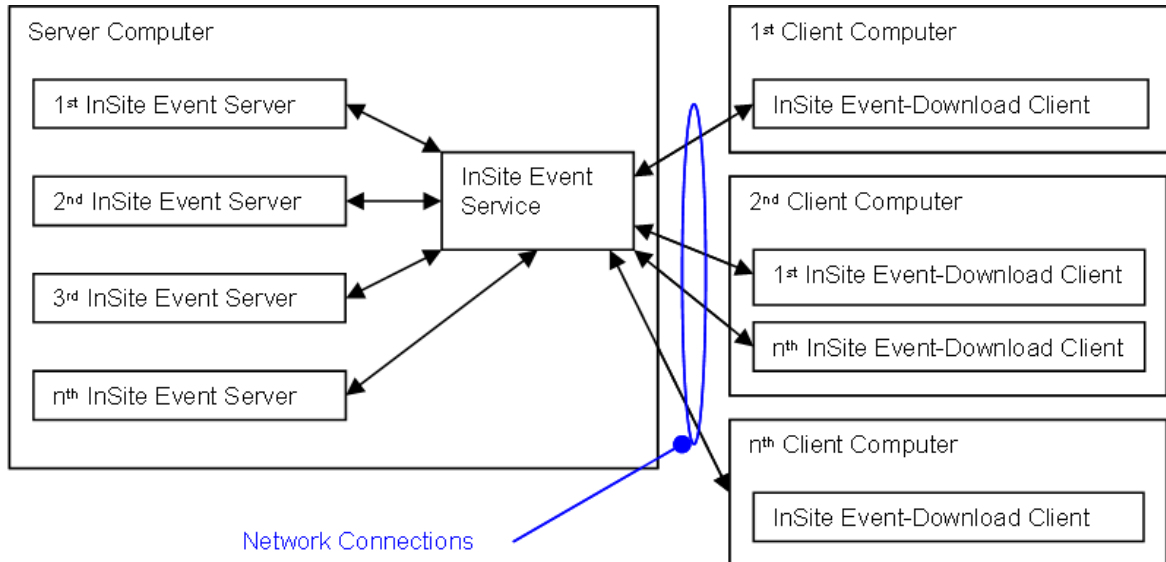 Server Computer
1st InSite Event Server
2nd InSite Event Server
3rd InSite Event Server
nth InSite Event Server
InSite Event
Service
Network Connections
1st Client Computer
InSite Event-Download Client
2nd Client Computer
1st InSite Event-Download Client
nth InSite Event-Download Client
nth Client Computer
InSite Event-Download Client